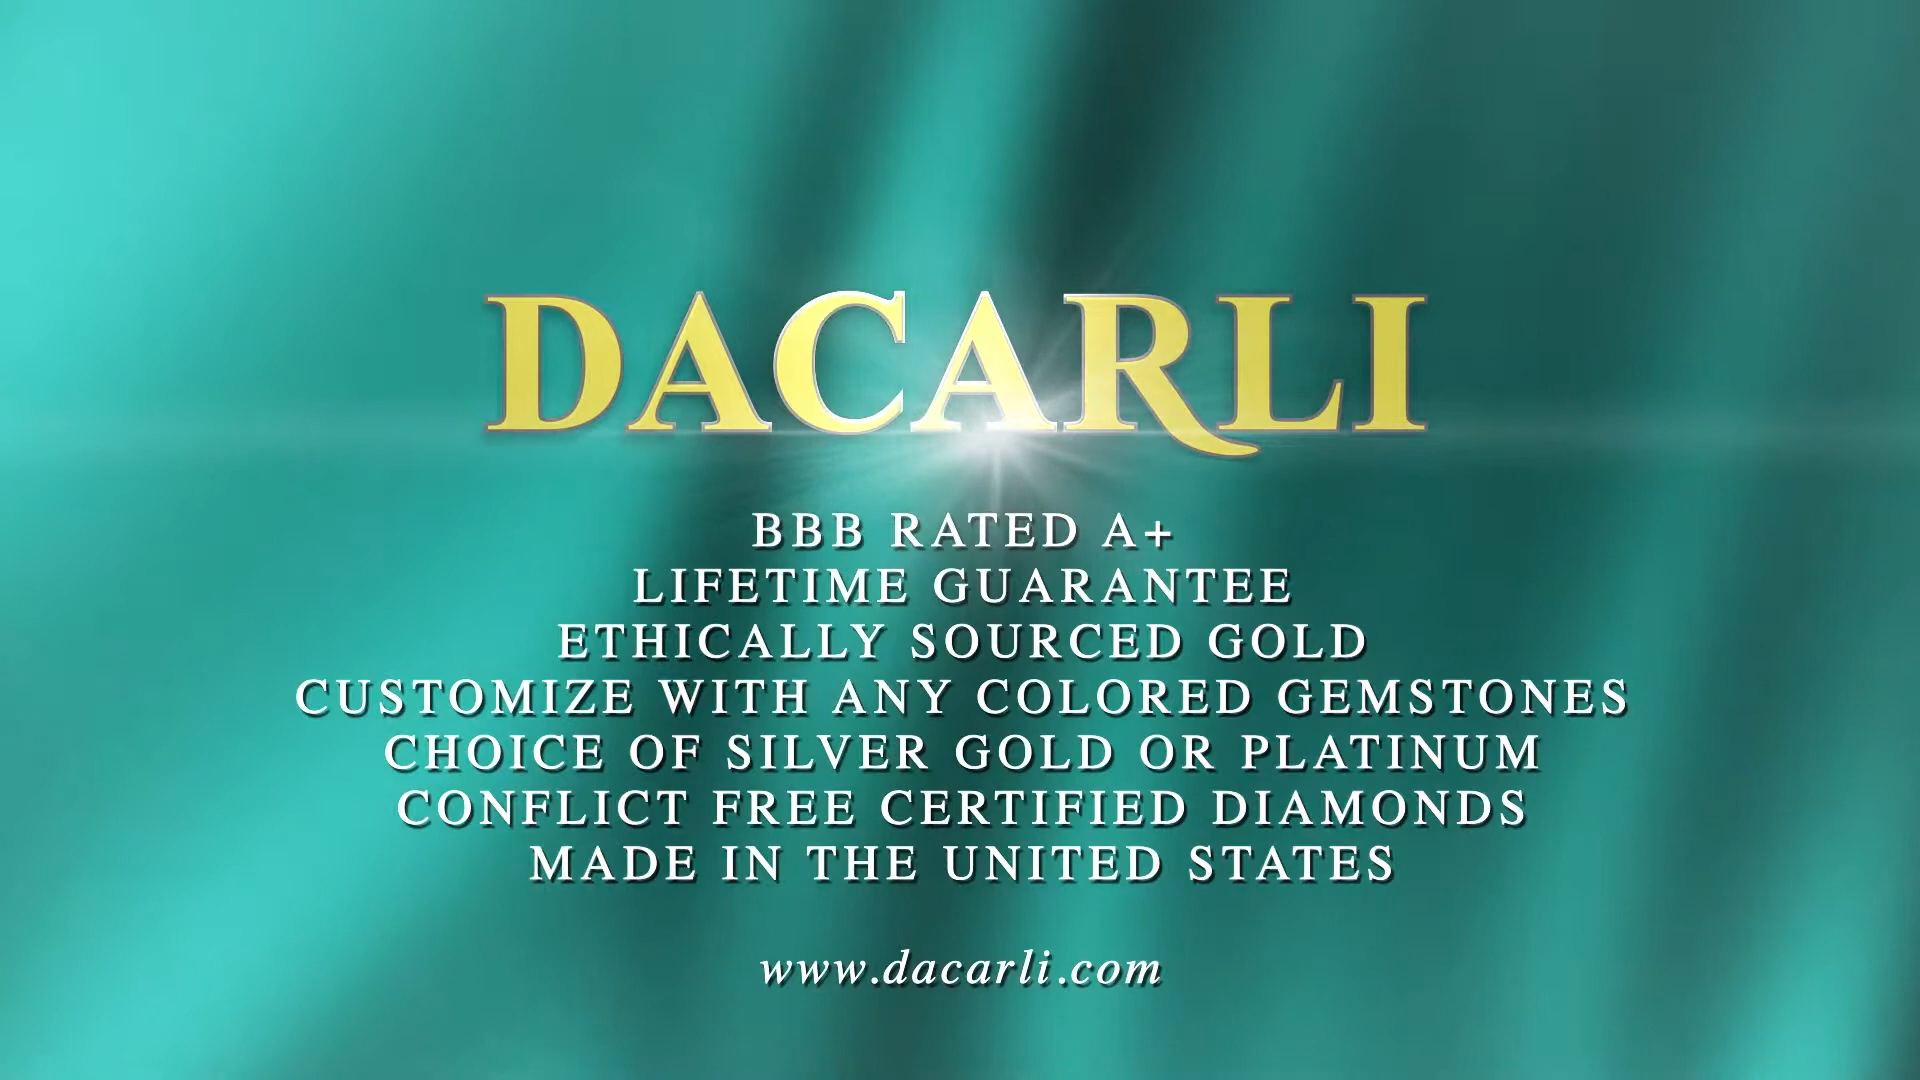 DACARLI
BBB RATED A+
LIFETIME GUARANTEE
ETHICALLY SOURCED GOLD
CUSTOMIZE WITH ANY COLORED GEMSTONES
CHOICE OF SILVER GOLD OR PLATINUM
CONFLICT FREE CERTIFIED DIAMONDS
MADE IN THE UNITED STATES
www.dacarli.com